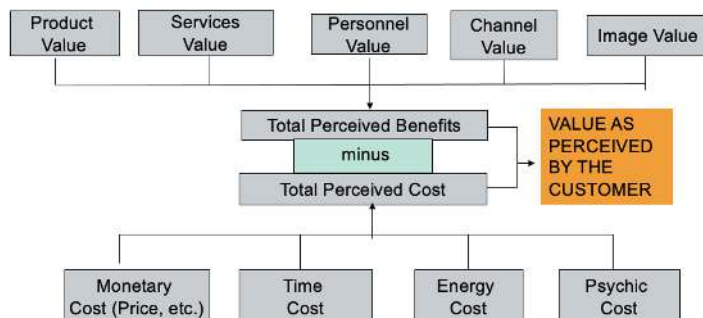 Product
Value
Services
Value
Personnel
Value
Channel
Value
Image Value
Total Perceived Benefits
minus
Total Perceived Cost
VALUE AS
PERCEIVED
BY THE
CUSTOMER
Monetary
Cost (Price, etc.)
Time
Cost
Energy
Cost
Psychic
Cost